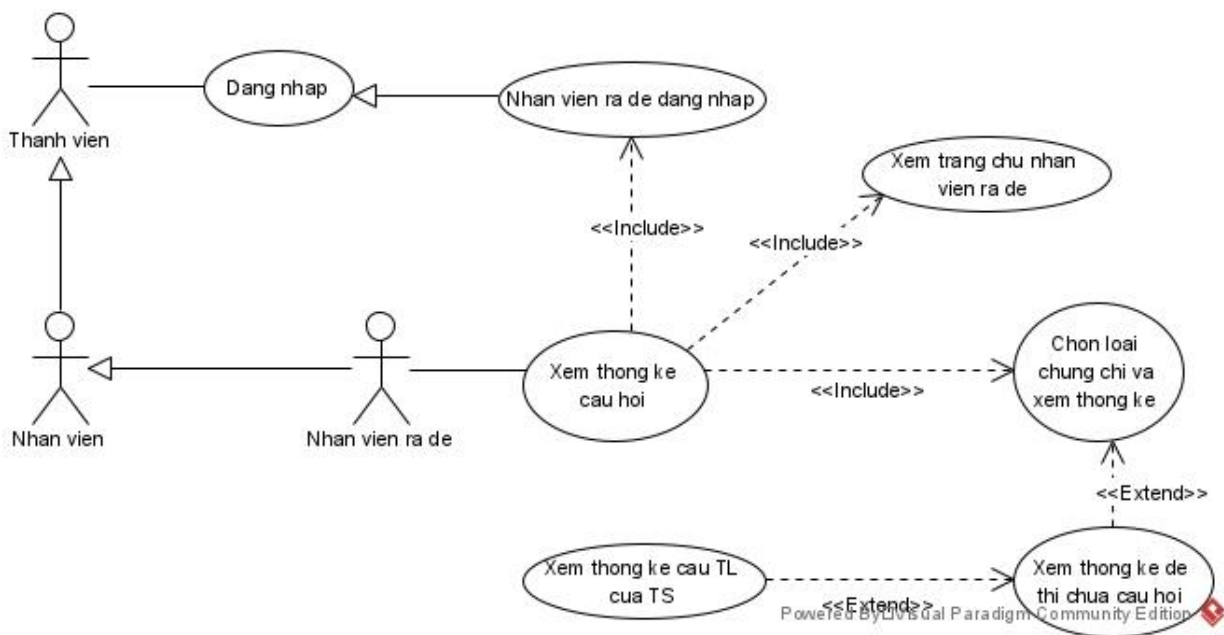 Dang nhap
Nhan vien ra de dang nhap
Thanh vien
Xem trang chu nhan
vien ra de
<<Include>>
<<Include>>
Xem thong ke
cau hoi
Chon loai
chung chi va
xem thong ke
<<Include>>
Nhan vien
Nhan vien ra de
<<Extend>>
Xem thong ke cau TL
cua TS
Xem thong ke de
thi chua cau hoi
<<Extend>>
Powered By Visual Paradigm Community Edition